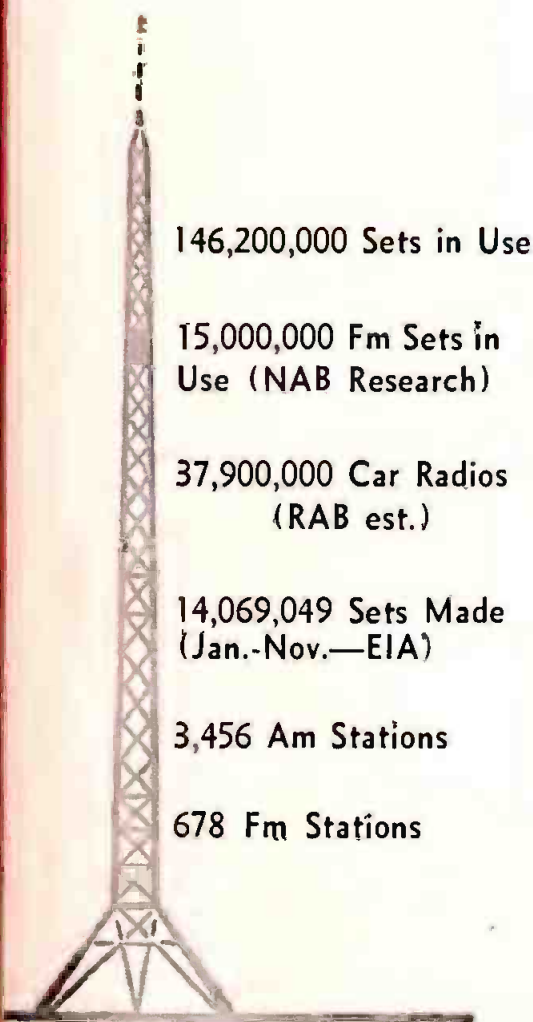 146,200,000 Sets in Use
15,000,000 Fm Sets in
Use (NAB Research)
37,900,000 Car Radios
(RAB est.)
14,069,049 Sets Made
(Jan.-Nov.—EIA)
3,456 Am Stations
678 Fm Stations